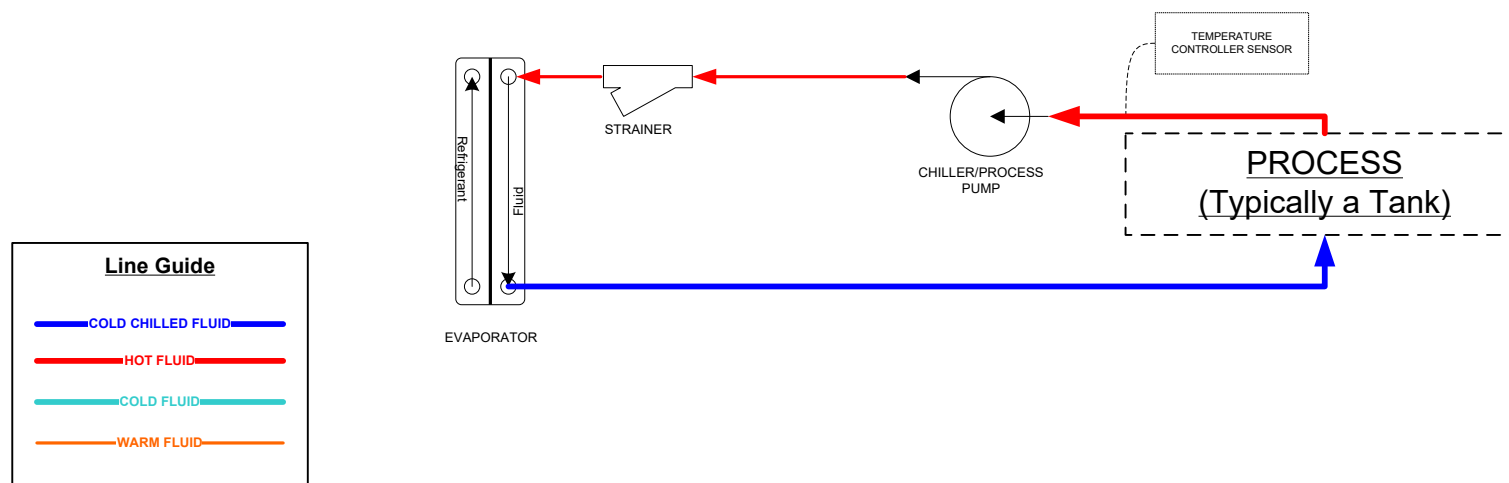 TEMPERATURE
CONTROLLER SENSOR
STRAINER
Refrigerant
Fluid
CHILLER/PROCESS
PUMP
PROCESS
(Typically a Tank)
EVAPORATOR
Line Guide
COLD CHILLED FLUID
HOT FLUID
COLD FLUID
WARM FLUID